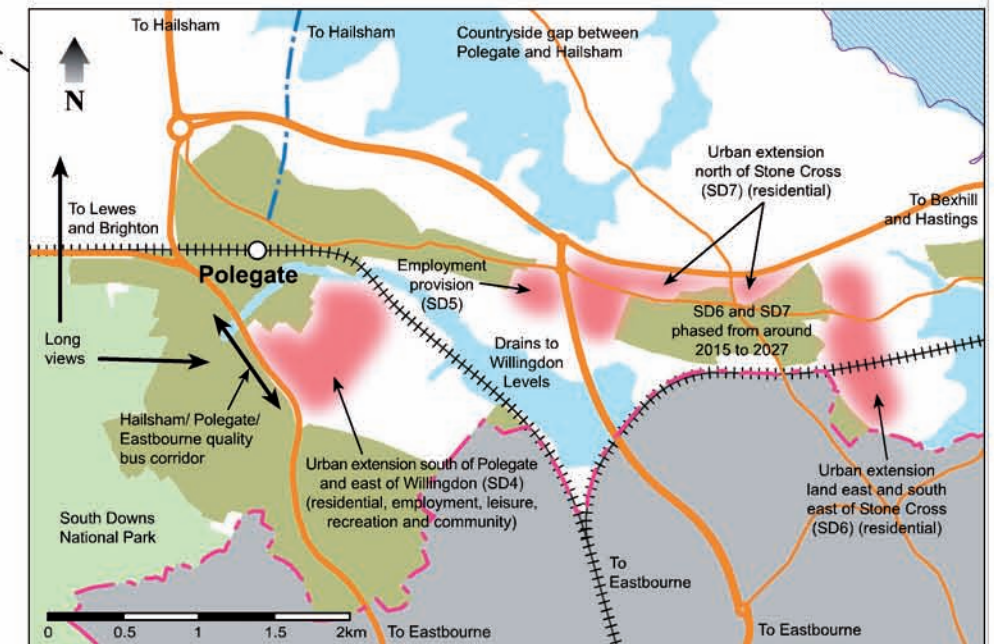 To Hailsham
To Hailsham
Countryside gap between
Polegate and Hailsham
N
Urban extension
north of Stone Cross
(SD7) (residential)
To Lewes
and Brighton
To Bexhill
and Hastings
Polegate
Employment
provision
(SD5)
SD6 and SD7
phased from around
2015 to 2027
Long
views
Drains to
Willingdon
Levels
Hailsham/ Polegate/
Eastbourne quality
bus corridor
Urban extension south of Polegate
and east of Willingdon (SD4)
(residential, employment, leisure,
recreation and community)
Urban extension
land east and south
east of Stone Cross
(SD6) (residential)
South Downs
National Park
To
Eastbourne
0 0.5 1 1.5 2km
To Eastbourne
To Eastbourne